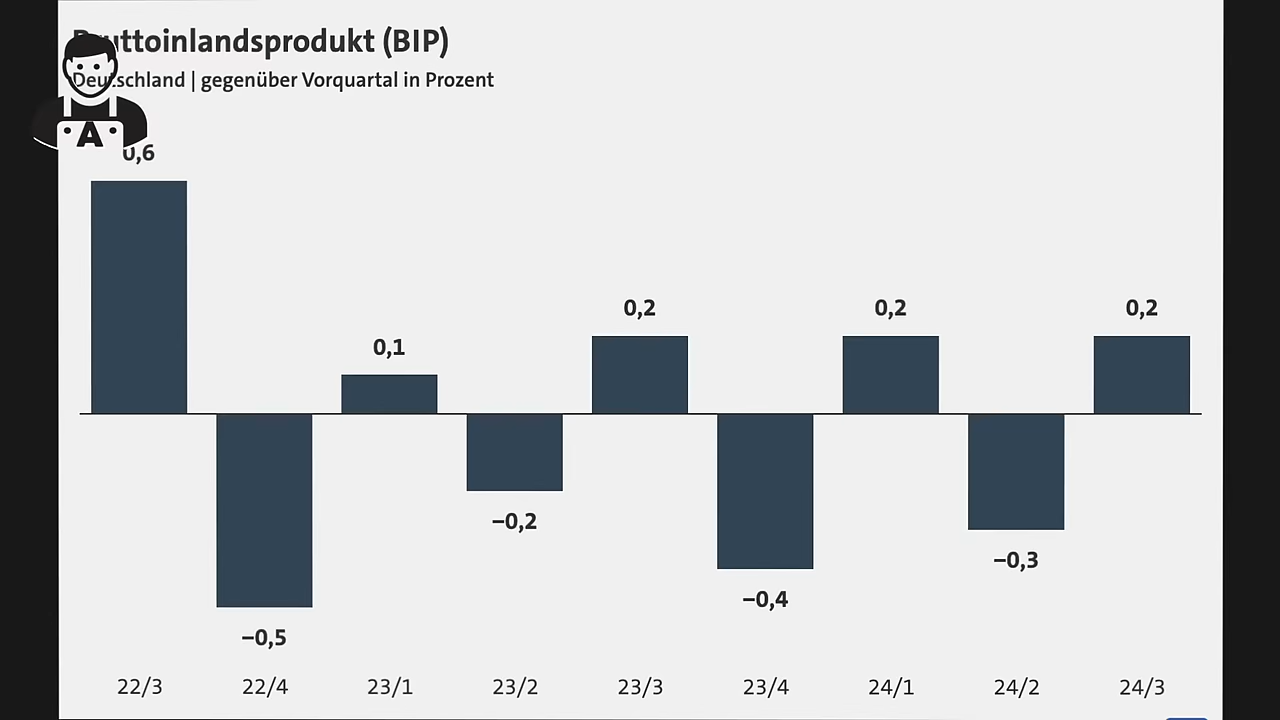 Bruttoinlandsprodukt (BIP)
Deutschland | gegenüber Vorquartal in Prozent
A
0,6
0,2
0,2
0,2
0,1
−0,2
−0,3
−0,4
−0,5
22/3 22/4 23/1 23/2 23/3 23/4 24/1 24/2 24/3